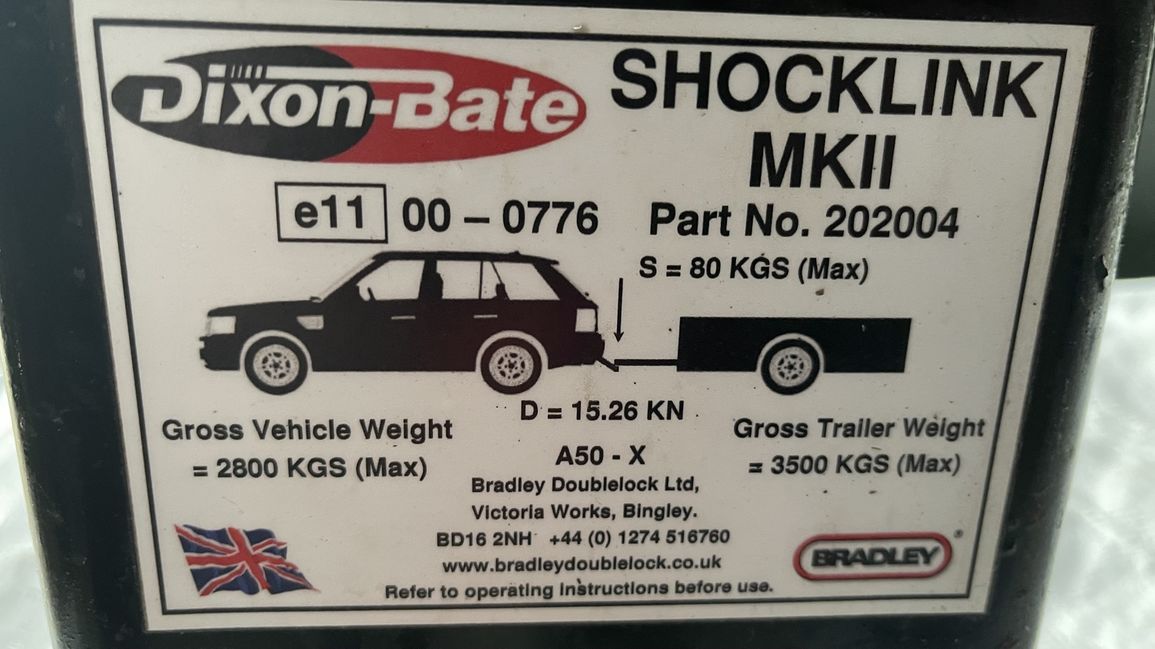 Dixon-Bate
SHOCKLINK
MKII
e11 00 – 0776
Part No. 202004
S = 80 KGS (Max)
D = 15.26 KN
Gross Vehicle Weight
= 2800 KGS (Max)
Gross Trailer Weight
= 3500 KGS (Max)
A50 - X
Bradley Doublelock Ltd,
Victoria Works, Bingley.
BD16 2NH +44 (0) 1274 516760
www.bradleydoublelock.co.uk
Refer to operating instructions before use.
BRADLEY®